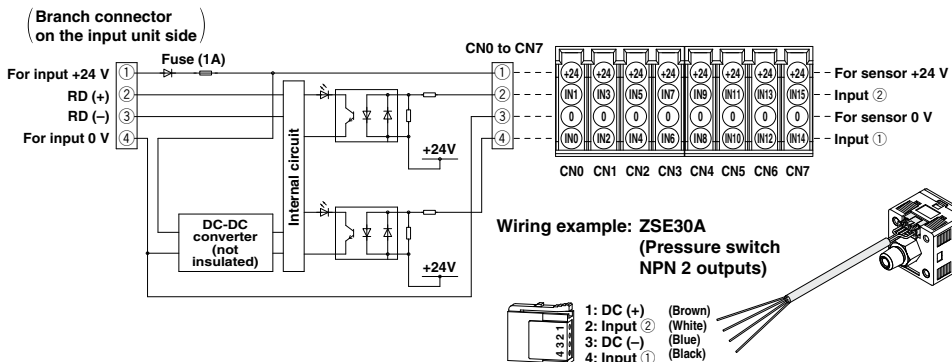 Branch connector
on the input unit side
Fuse (1A)
For input +24 V ①
RD (+) ②
RD (–) ③
For input 0 V ④
Internal circuit
DC-DC
converter
(not
insulated)
+24V
+24V
CN0 to CN7
①
②
③
④
+24 +24 +24 +24 +24 +24 +24 +24
IN1 IN3 IN5 IN7 IN9 IN11 IN13 IN15
0 0 0 0 0 0 0 0
IN0 IN2 IN4 IN6 IN8 IN10 IN12 IN14
CN0 CN1 CN2 CN3 CN4 CN5 CN6 CN7
For sensor +24 V
Input ②
For sensor 0 V
Input ①
Wiring example: ZSE30A
(Pressure switch
NPN 2 outputs)
4 3 2 1
1: DC (+) (Brown)
2: Input ② (White)
3: DC (–) (Blue)
4: Input ① (Black)